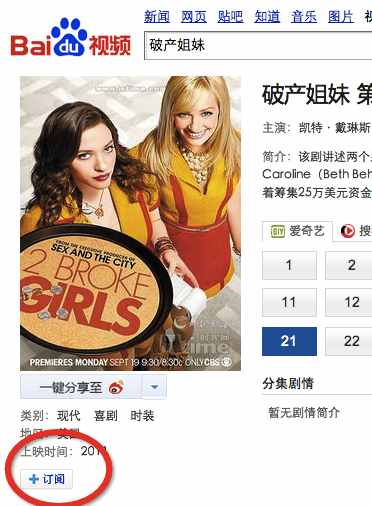 新闻 网页 贴吧 知道 音乐 图片
Bai du 视频
破产姐妹
www.mtime.com
破产姐妹 第
主演: 凯特·戴琳斯
简介: 该剧讲述两个
Caroline（Beth Beh
着筹集25万美元资金
FROM THE EXECUTIVE PRODUCER OF
SEX AND THE CITY
2 BROKE
GIRLS
PREMIERES MONDAY SEPT 19 9:30/8:30c ONLY CBS
爱奇艺 搜
1 2
11 12
21 22
一键分享至
分集剧情
暂无剧情简介
类别: 现代 喜剧 时装
地区: 美国
上映时间: 2011
+ 订阅